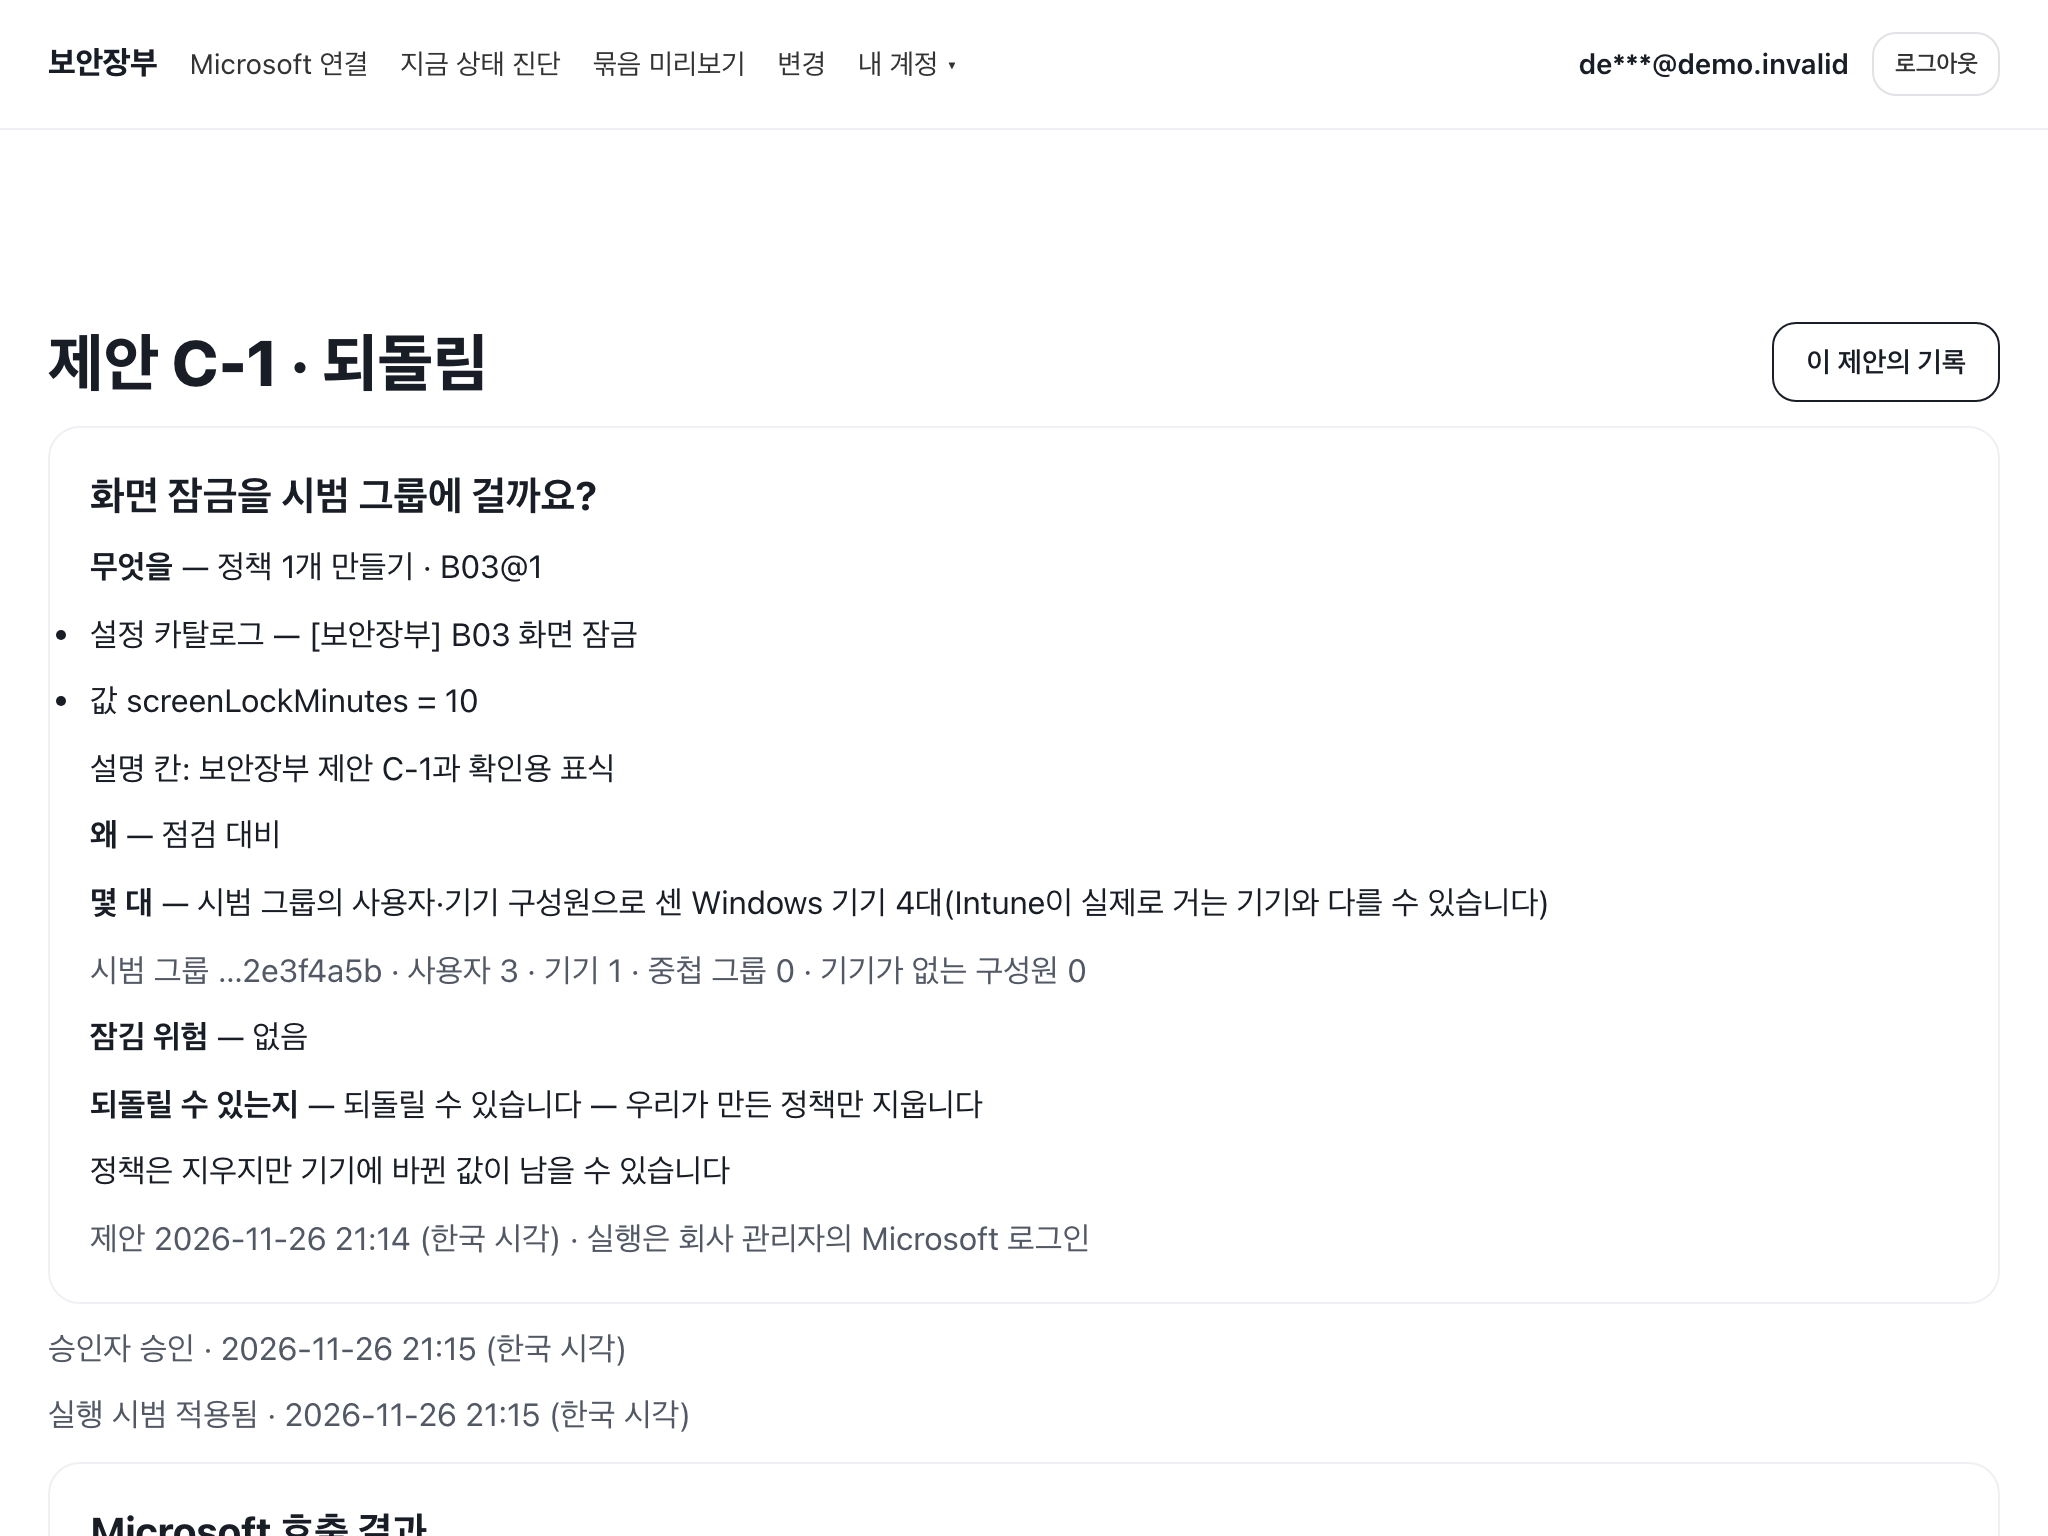 보안장부 Microsoft 연결 지금 상태 진단 묶음 미리보기 변경 내 계정 ▾ de***@demo.invalid 로그아웃
제안 C-1 · 되돌림 이 제안의 기록
화면 잠금을 시범 그룹에 걸까요?
무엇을 — 정책 1개 만들기 · B03@1
• 설정 카탈로그 — [보안장부] B03 화면 잠금
• 값 screenLockMinutes = 10
설명 칸: 보안장부 제안 C-1과 확인용 표식
왜 — 점검 대비
몇 대 — 시범 그룹의 사용자·기기 구성원으로 센 Windows 기기 4대(Intune이 실제로 거는 기기와 다를 수 있습니다)
시범 그룹 …2e3f4a5b · 사용자 3 · 기기 1 · 중첩 그룹 0 · 기기가 없는 구성원 0
잠김 위험 — 없음
되돌릴 수 있는지 — 되돌릴 수 있습니다 — 우리가 만든 정책만 지웁니다
정책은 지우지만 기기에 바뀐 값이 남을 수 있습니다
제안 2026-11-26 21:14 (한국 시각) · 실행은 회사 관리자의 Microsoft 로그인
승인자 승인 · 2026-11-26 21:15 (한국 시각)
실행 시범 적용됨 · 2026-11-26 21:15 (한국 시각)
Microsoft 호출 결과